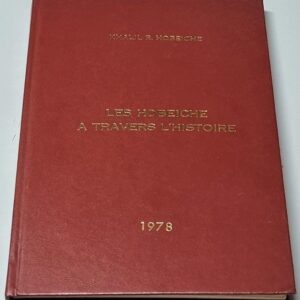 KHALIL R. HOBEICHE
LES HOBEICHE
A TRAVERS L'HISTOIRE
1978